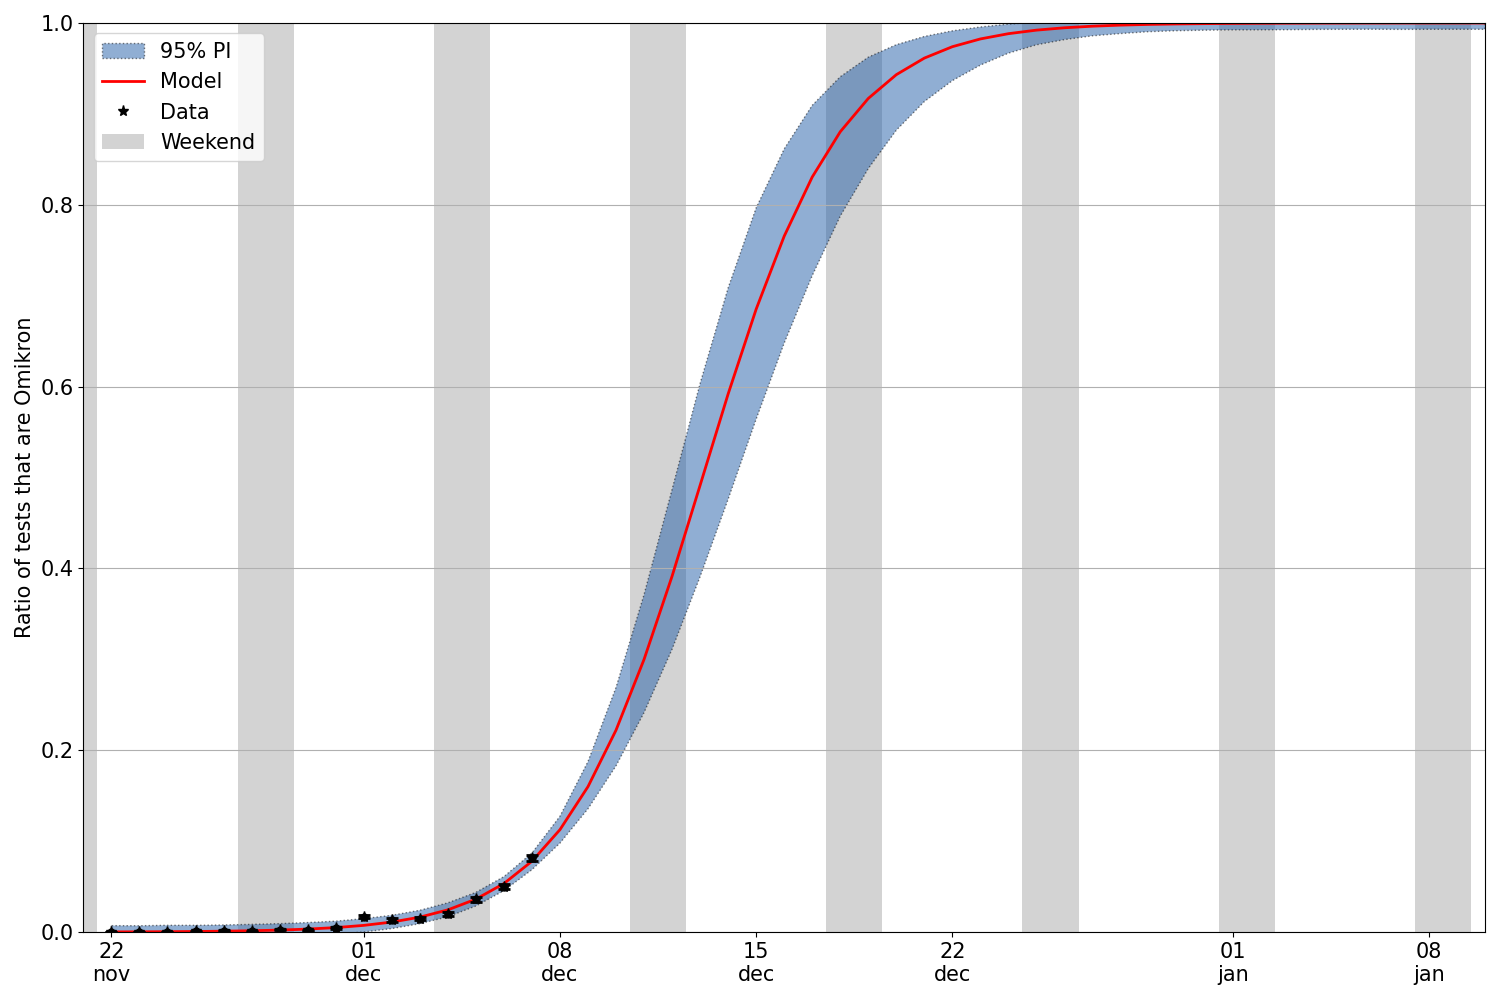 1.0
95% PI
Model
Data
Weekend
0.8
0.6
0.4
0.2
0.0
Ratio of tests that are Omikron
22
nov
01
dec
08
dec
15
dec
22
dec
01
jan
08
jan